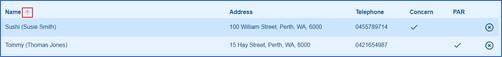 Name Address Telephone Concern PAR
Sushi (Susie Smith) 100 William Street, Perth, WA, 6000 0455789714
Tommy (Thomas Jones) 15 Hay Street, Perth, WA, 6000 0421654987